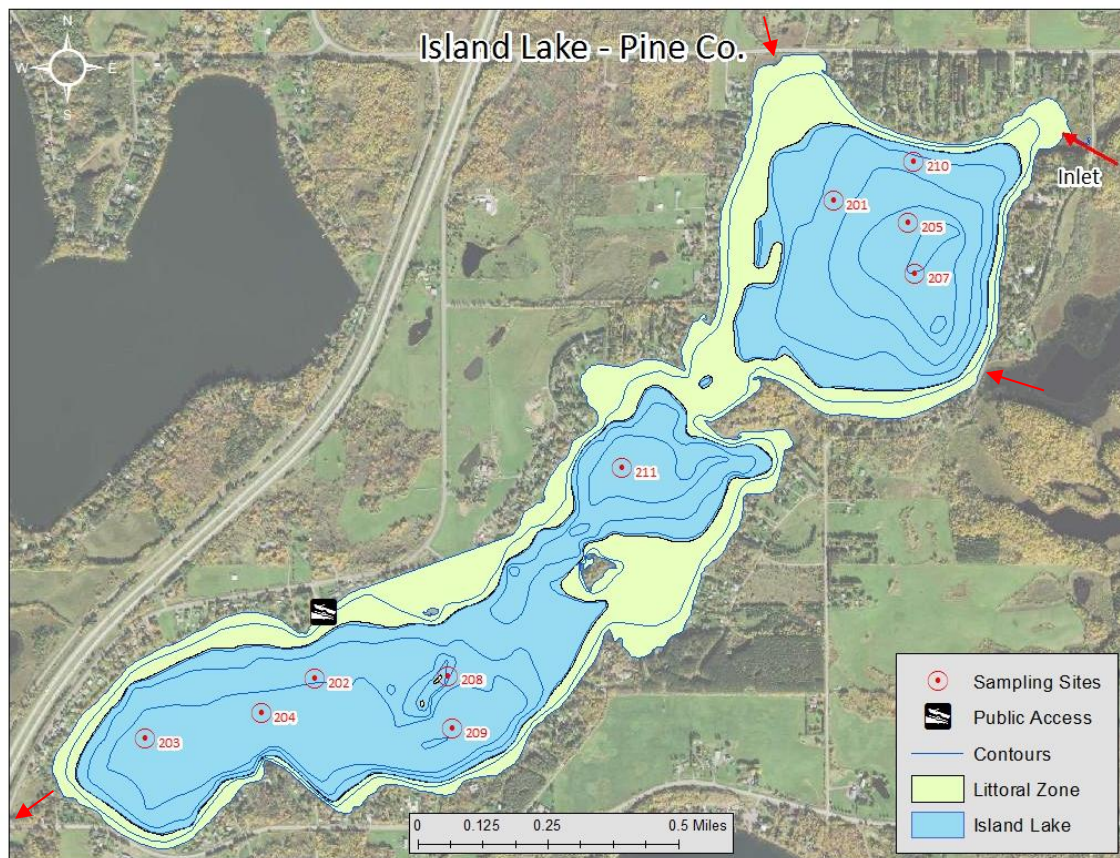 Island Lake - Pine Co.
N
W
E
S
Inlet
210
201
205
207
211
202
208
204
209
203
Sampling Sites
Public Access
Contours
Littoral Zone
Island Lake
0
0.125
0.25
0.5 Miles